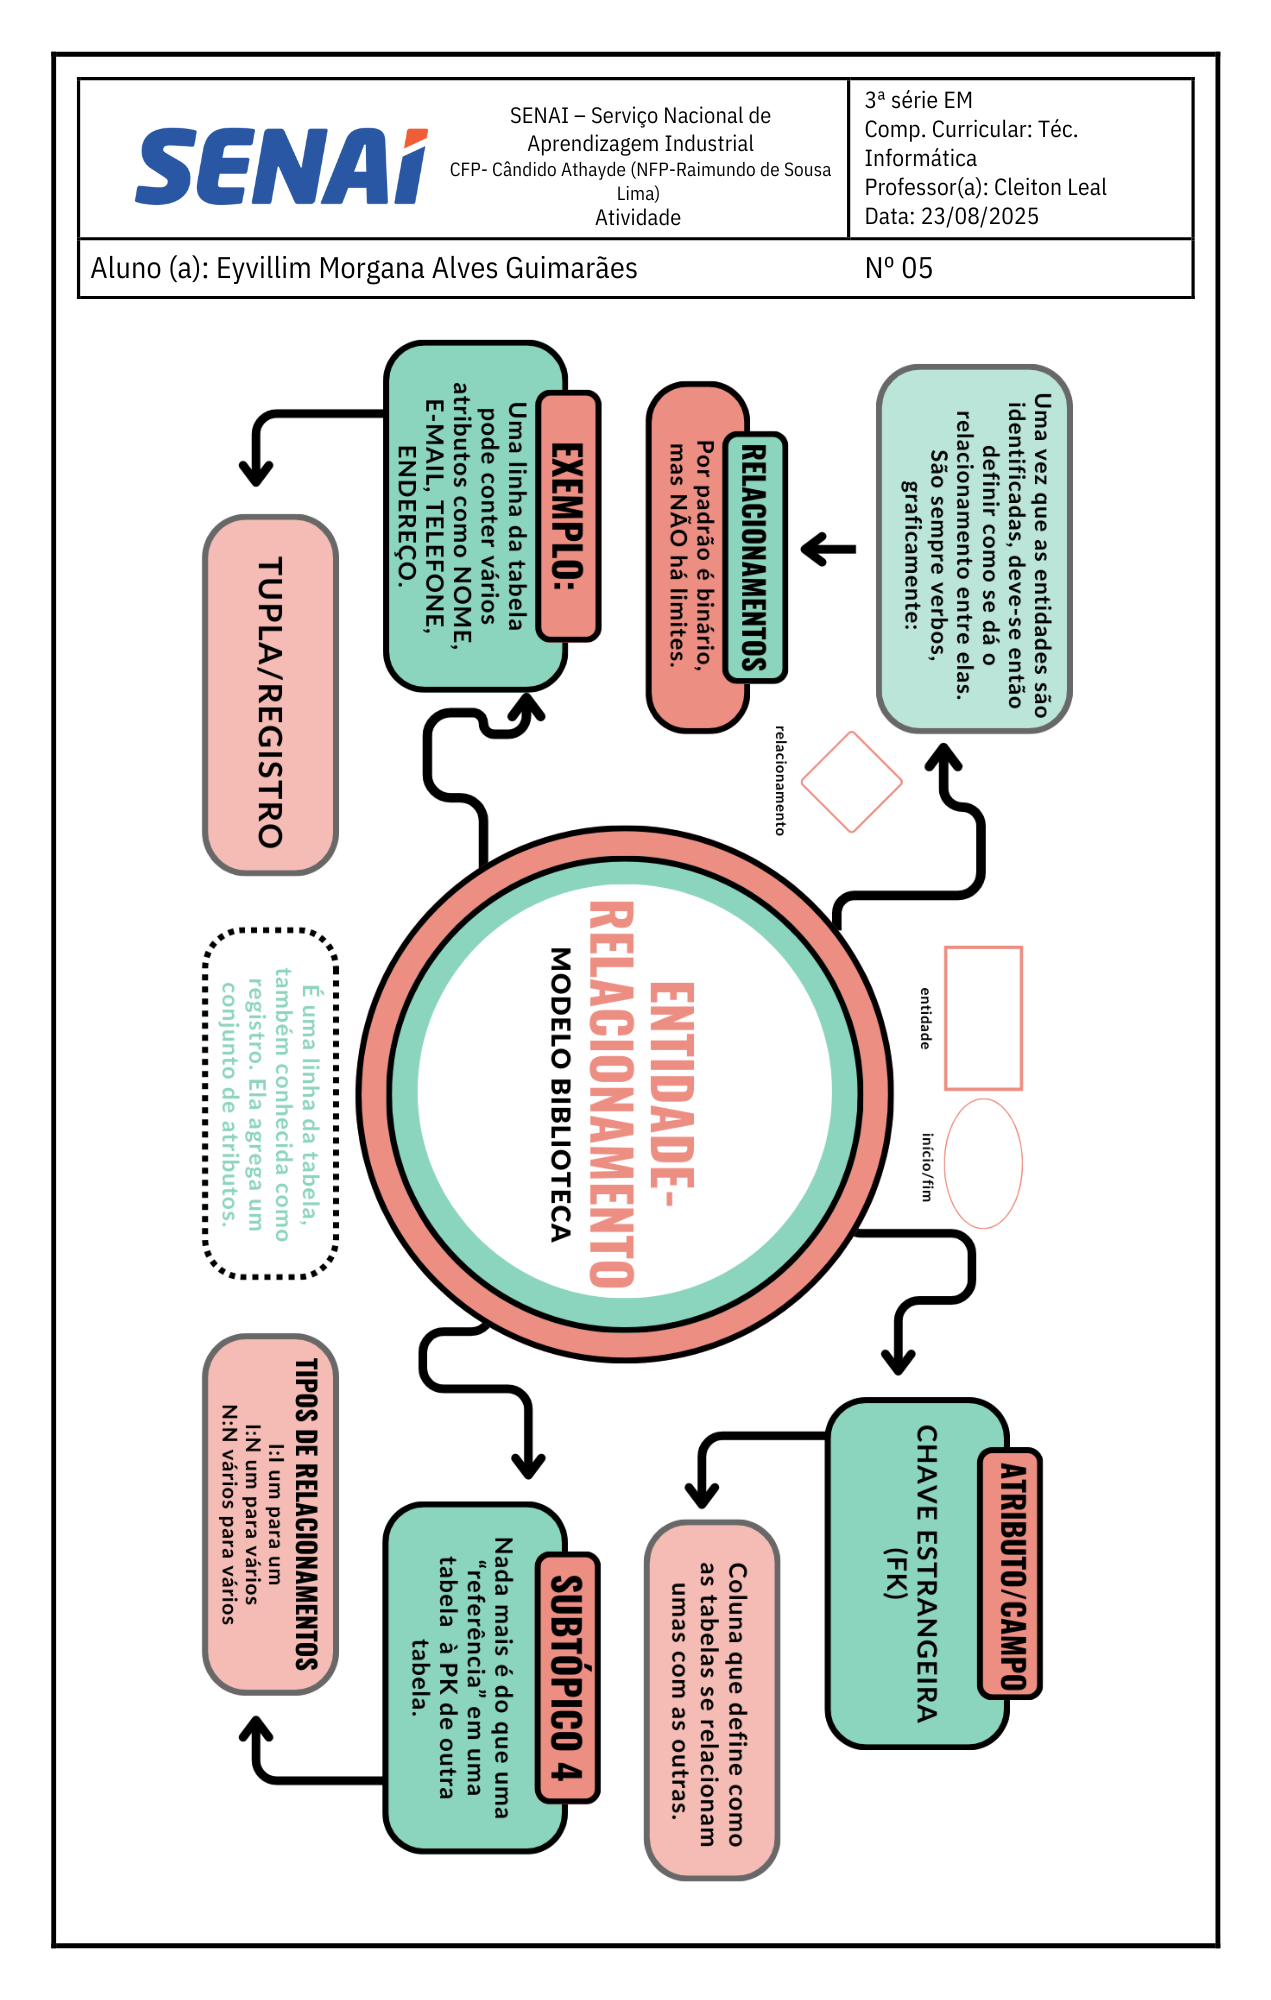 SENAI
SENAI – Serviço Nacional de
Aprendizagem Industrial
CFP- Cândido Athayde (NFP-Raimundo de Sousa
Lima)
Atividade
3ª série EM
Comp. Curricular: Téc.
Informática
Professor(a): Cleiton Leal
Data: 23/08/2025
Aluno (a): Eyvillim Morgana Alves Guimarães
Nº 05
Uma vez que as entidades são
identificadas, deve-se então
definir como se dá o
relacionamento entre elas.
São sempre verbos,
graficamente:
RELACIONAMENTOS
Por padrão é binário,
mas NÃO há limites.
relacionamento
EXEMPLO:
Uma linha da tabela
pode conter vários
atributos como NOME,
E-MAIL, TELEFONE,
ENDEREÇO.
TUPLA/REGISTRO
entidade
início/fim
ENTIDADE-
RELACIONAMENTO
MODELO BIBLIOTECA
É uma linha da tabela,
também conhecida como
registro. Ela agrega um
conjunto de atributos.
ATRIBUTO/CAMPO
CHAVE ESTRANGEIRA
(FK)
Coluna que define como
as tabelas se relacionam
umas com as outras.
SUBTÓPICO 4
Nada mais é do que uma
“referência” em uma
tabela à PK de outra
tabela.
TIPOS DE RELACIONAMENTOS
I:I um para um
I:N um para vários
N:N vários para vários